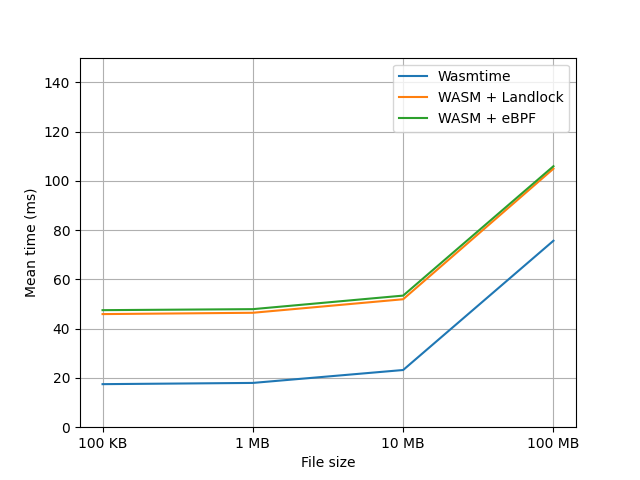 140
120
100
80
60
40
20
0
Mean time (ms)
Wasmtime
WASM + Landlock
WASM + eBPF
100 KB
1 MB
10 MB
100 MB
File size